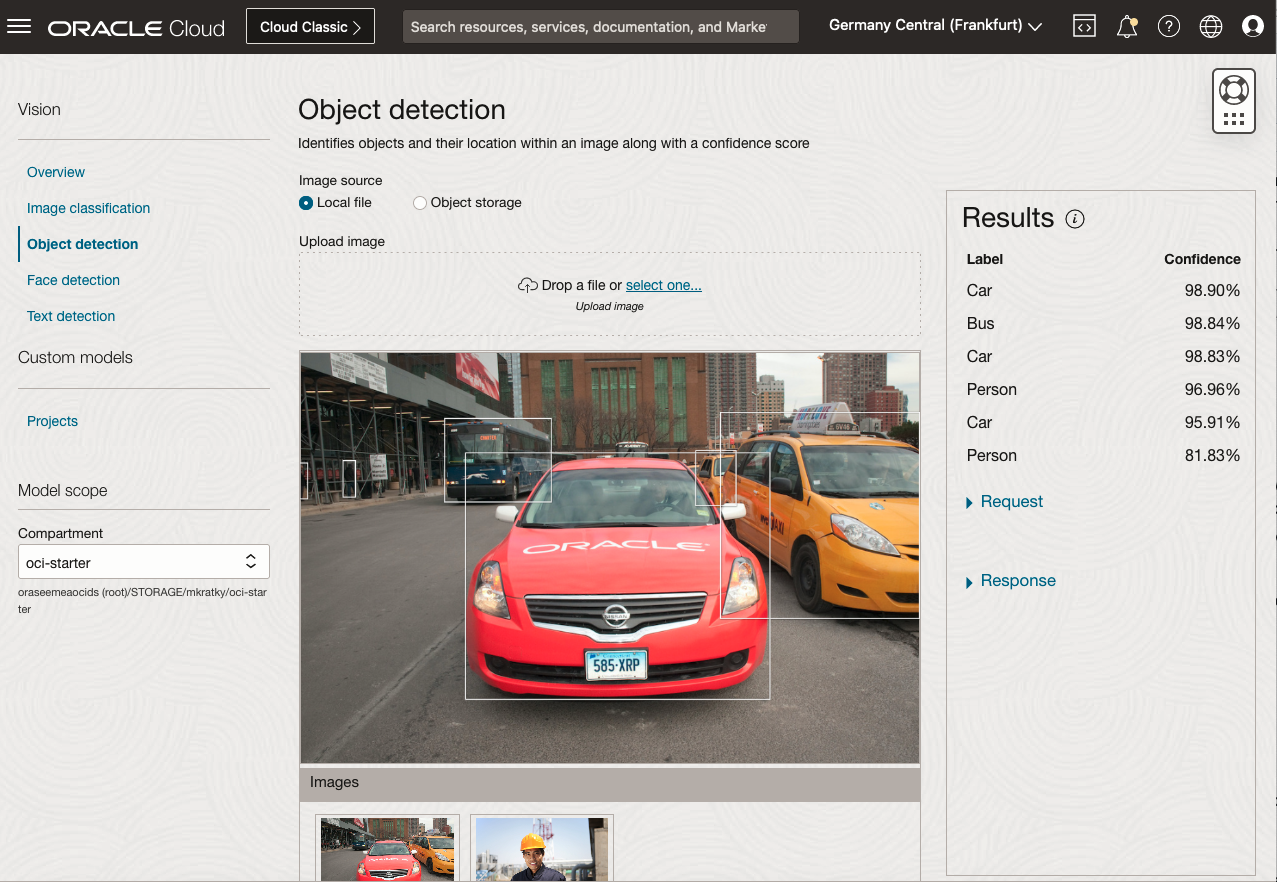 ORACLE Cloud
Cloud Classic
Search resources, services, documentation, and Marke
Germany Central (Frankfurt)
Vision
Overview
Image classification
Object detection
Face detection
Text detection
Custom models
Projects
Model scope
Compartment
oci-starter
oraseemeaocids (root)/STORAGE/mkratky/oci-star
ter
Object detection
Identifies objects and their location within an image along with a confidence score
Image source
Local file
Object storage
Upload image
Drop a file or select one...
Upload image
ORACLE
NISSAN
585·XRP
TAXI
Images
Results
Label Confidence
Car 98.90%
Bus 98.84%
Car 98.83%
Person 96.96%
Car 95.91%
Person 81.83%
Request
Response